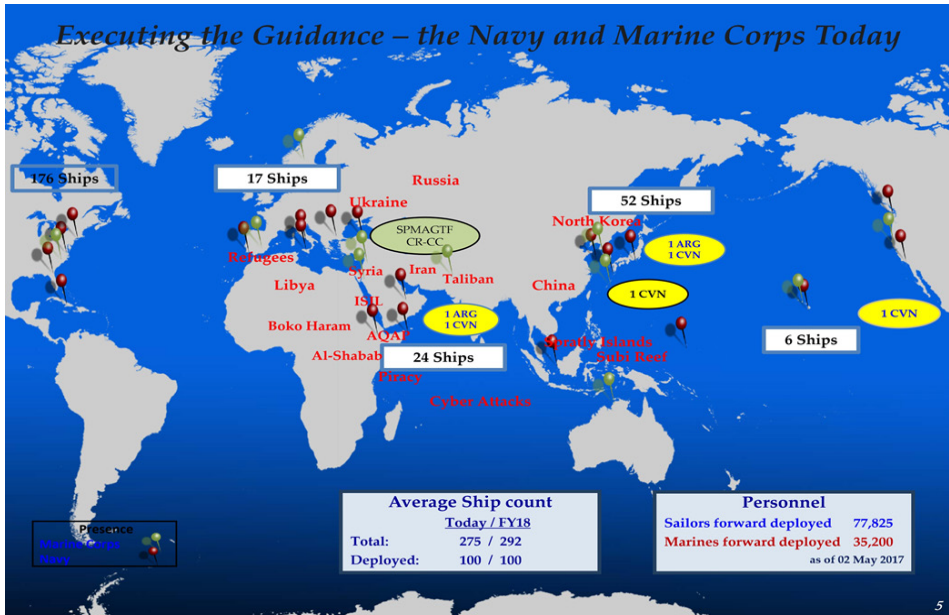 Executing the Guidance – the Navy and Marine Corps Today
176 Ships
17 Ships
Russia
Ukraine
52 Ships
North Korea
SPMAGTF
CR-CC
1 ARG
1 CVN
Refugees
Syria
Iran
Taliban
Libya
China
1 CVN
ISIL
1 ARG
1 CVN
1 CVN
Boko Haram
AQAP
Al-Shabab
24 Ships
Spratly Islands
Subi Reef
6 Ships
Piracy
Cyber Attacks
Average Ship count
Today / FY18
Total: 275 / 292
Deployed: 100 / 100
Personnel
Sailors forward deployed 77,825
Marines forward deployed 35,200
as of 02 May 2017
Presence
Marine Corps
Navy
5